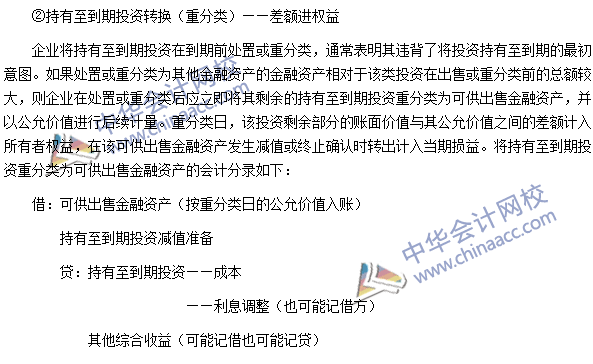 ②持有至到期投资转换（重分类）——差额进权益
企业将持有至到期投资在到期前处置或重分类，通常表明其违背了将投资持有至到期的最初
意图。如果处置或重分类为其他金融资产的金融资产相对于该类投资在出售或重分类前的总额较
大，则企业在处置或重分类后应立即将其剩余的持有至到期投资重分类为可供出售金融资产，并
以公允价值进行后续计量。重分类日，该投资剩余部分的账面价值与其公允价值之间的差额计入
所有者权益，在该可供出售金融资产发生减值或终止确认时转出计入当期损益。将持有至到期投
资重分类为可供出售金融资产的会计分录如下：
借：可供出售金融资产（按重分类日的公允价值入账）
持有至到期投资减值准备
贷：持有至到期投资——成本
——利息调整（也可能记借方）
其他综合收益（可能记借也可能记贷）
中华会计网校
www.chinaacc.com
中华会计网校
www.chinaacc.com